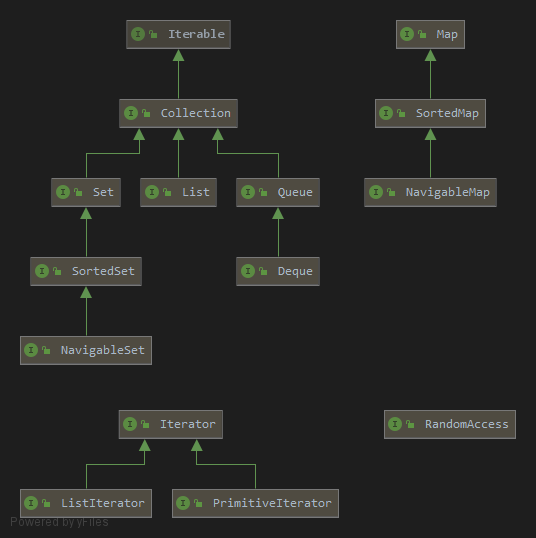 I Iterable
I Map
I Collection
I SortedMap
I Set
I List
I Queue
I NavigableMap
I SortedSet
I Deque
I NavigableSet
I Iterator
I RandomAccess
I ListIterator
I PrimitiveIterator
Powered by yFiles